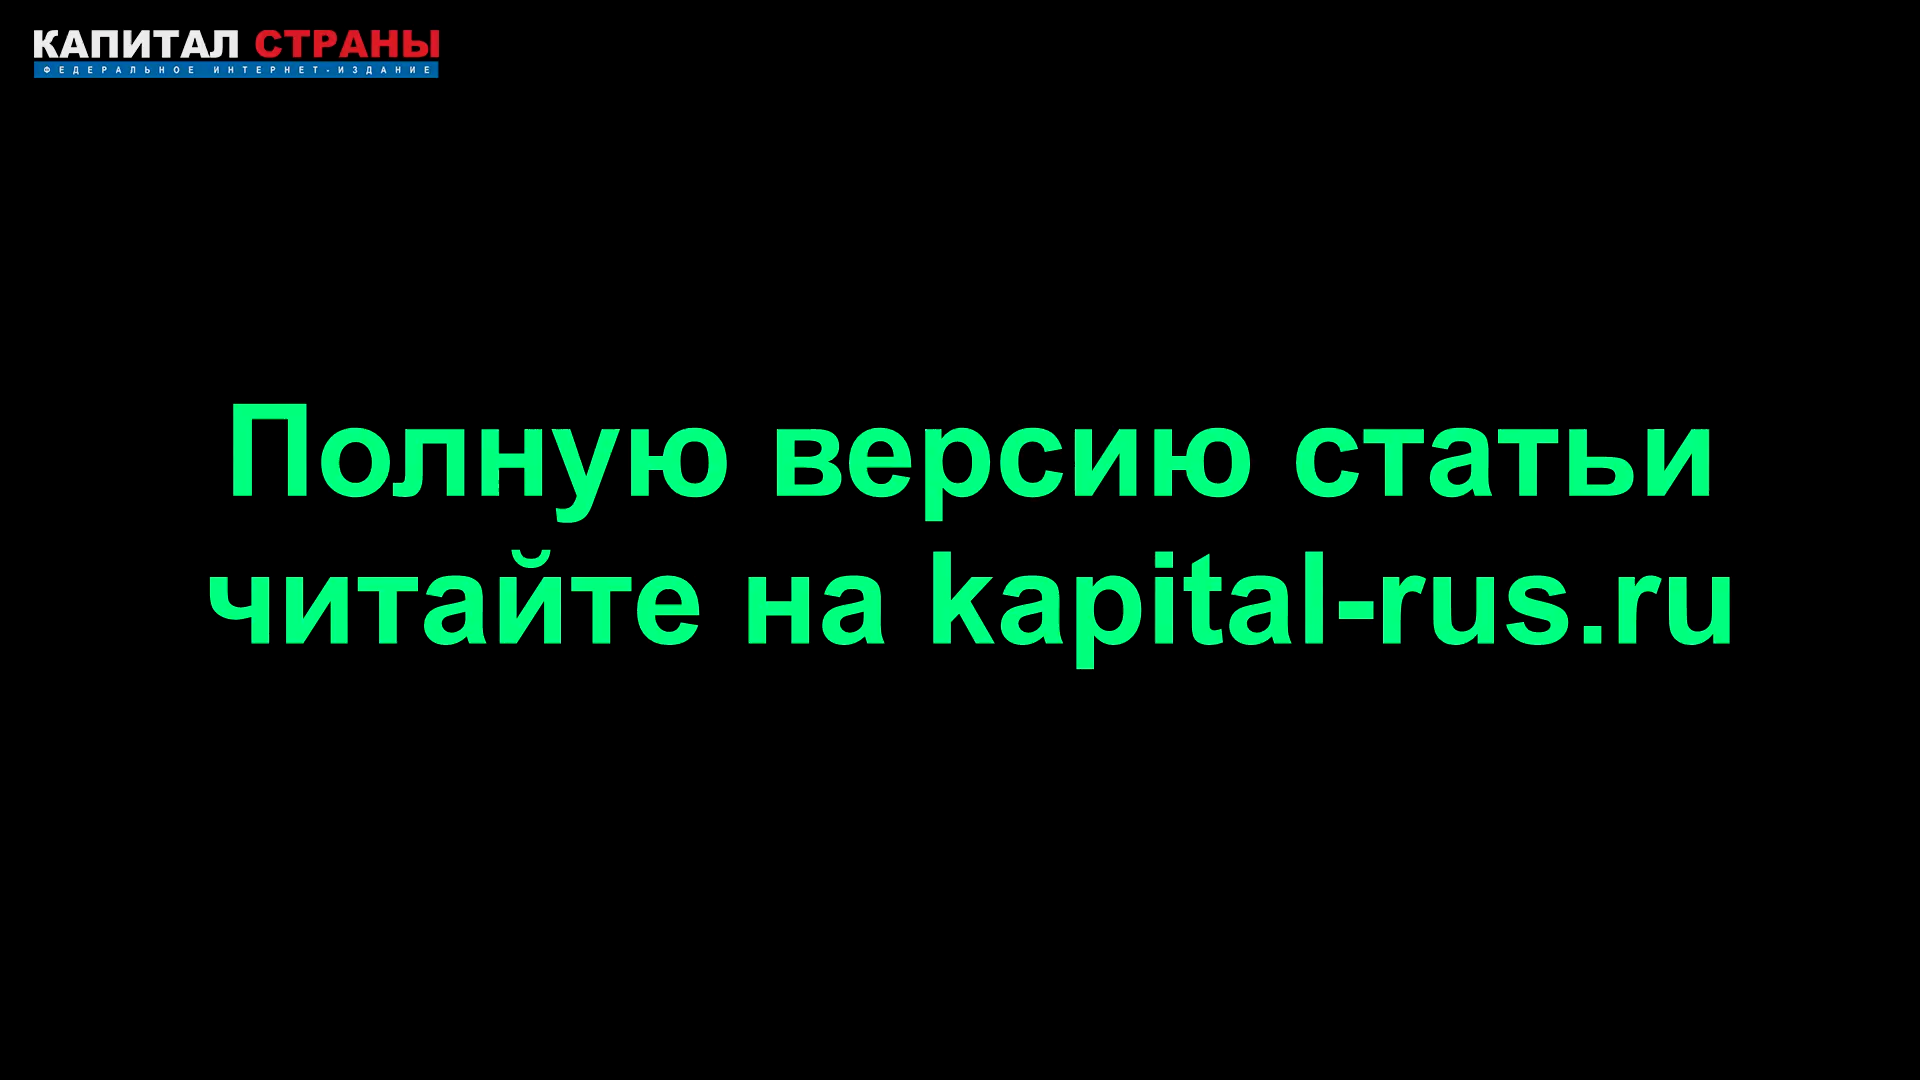 КАПИТАЛ СТРАНЫ
ФЕДЕРАЛЬНОЕ ИНТЕРНЕТ-ИЗДАНИЕ
Полную версию статьи
читайте на kapital-rus.ru